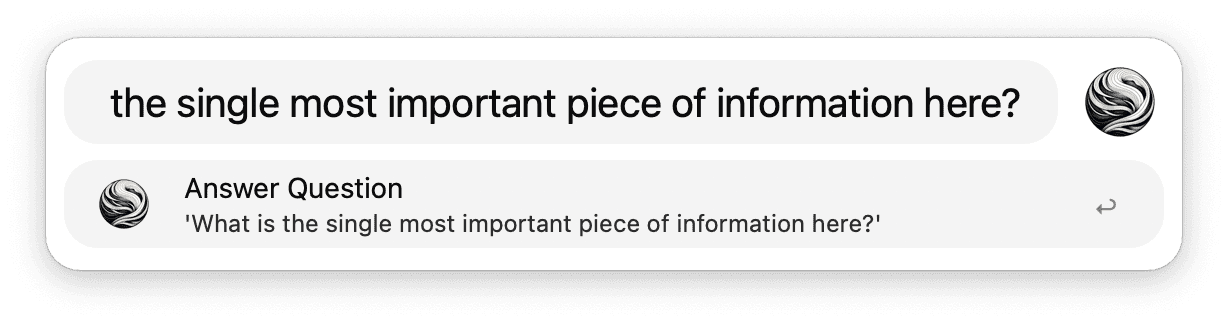 the single most important piece of information here?
Answer Question
'What is the single most important piece of information here?'